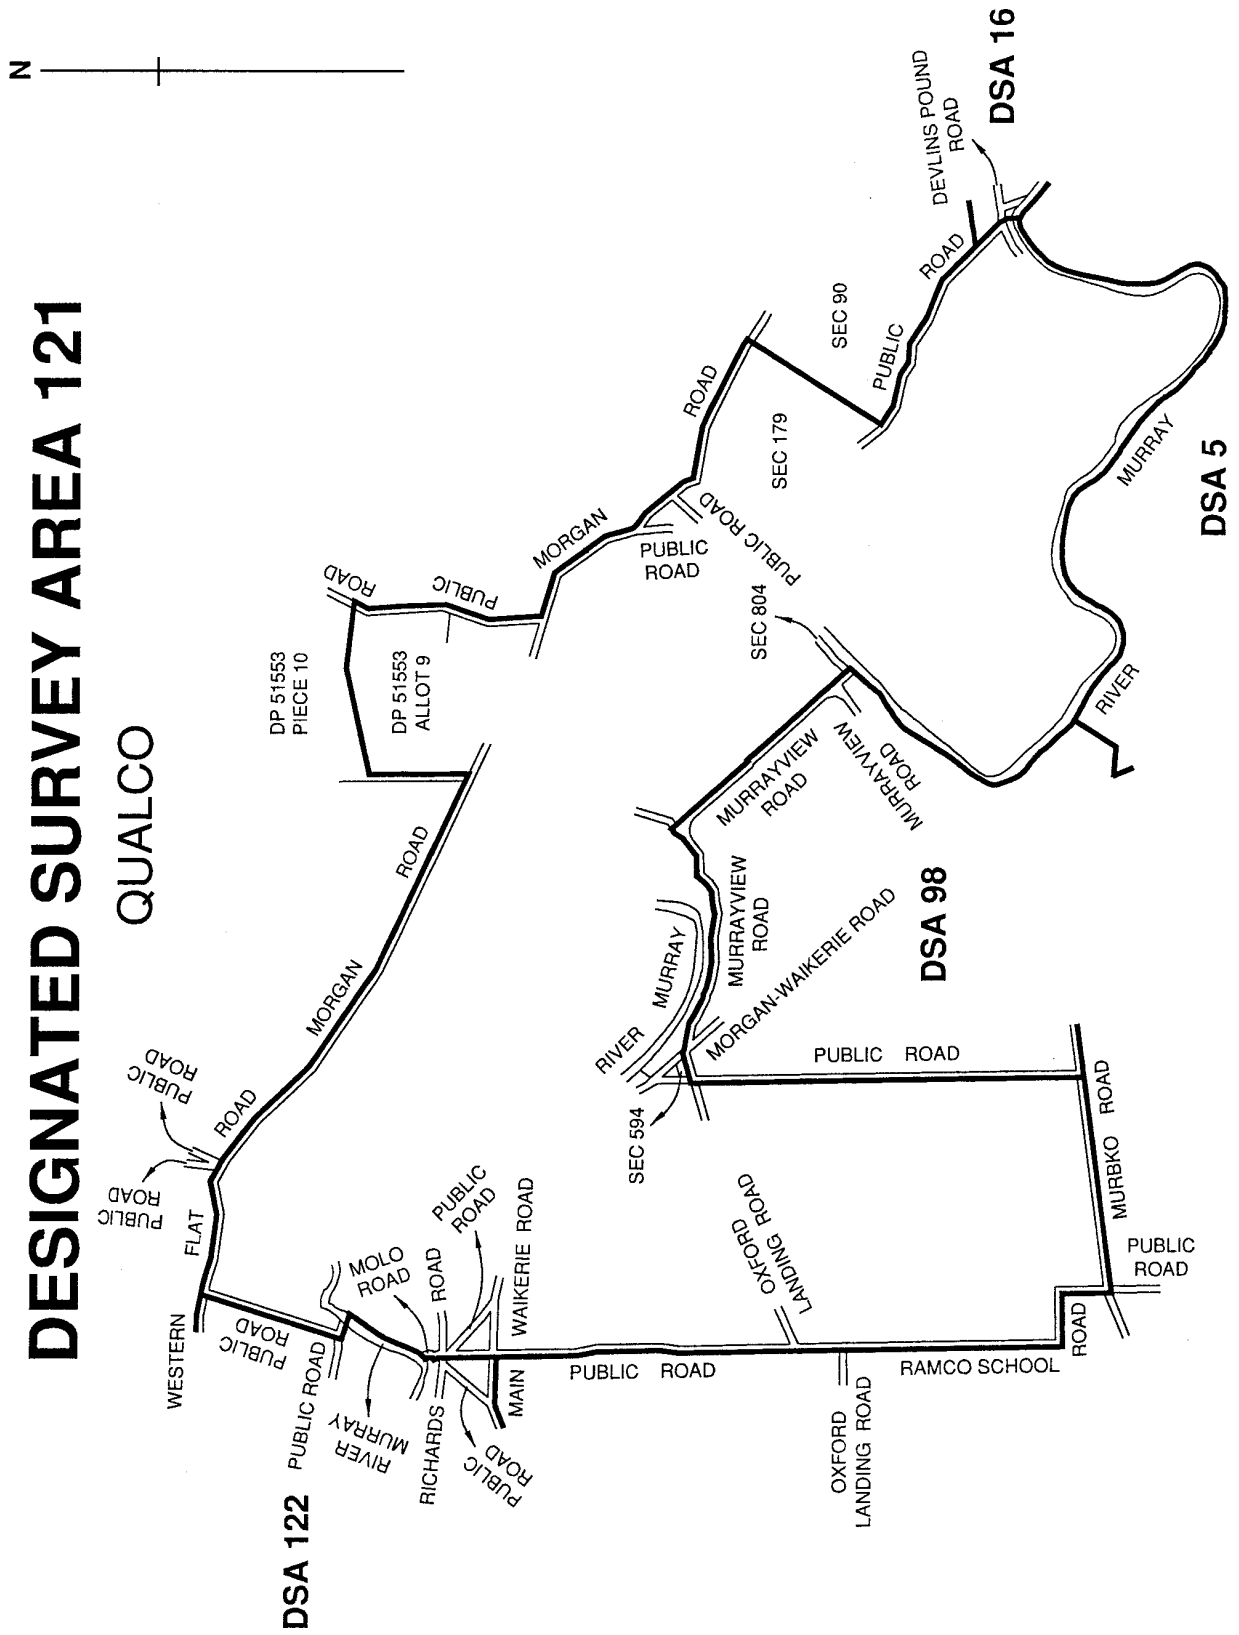 DESIGNATED SURVEY AREA 121
QUALCO
N
DSA 122
WESTERN
FLAT
ROAD
PUBLIC
ROAD
PUBLIC
ROAD
MORGAN
ROAD
PUBLIC
ROAD
PUBLIC ROAD
MURRAY
RIVER
MOLO
ROAD
RICHARDS
ROAD
PUBLIC
ROAD
PUBLIC
ROAD
MAIN
WAIKERIE ROAD
DP 51553
PIECE 10
DP 51553
ALLOT 9
PUBLIC
ROAD
MORGAN
ROAD
PUBLIC
ROAD
PUBLIC ROAD
SEC 179
SEC 90
PUBLIC
ROAD
DEVLINS POUND
ROAD
DSA 16
PUBLIC ROAD
OXFORD
LANDING ROAD
OXFORD
LANDING ROAD
RAMCO SCHOOL
ROAD
PUBLIC
ROAD
MURBKO
ROAD
PUBLIC ROAD
SEC 594
RIVER
MURRAY
MORGAN-WAIKERIE ROAD
MURRAYVIEW
ROAD
MURRAYVIEW
ROAD
MURRAYVIEW
ROAD
SEC 804
DSA 98
RIVER
MURRAY
DSA 5